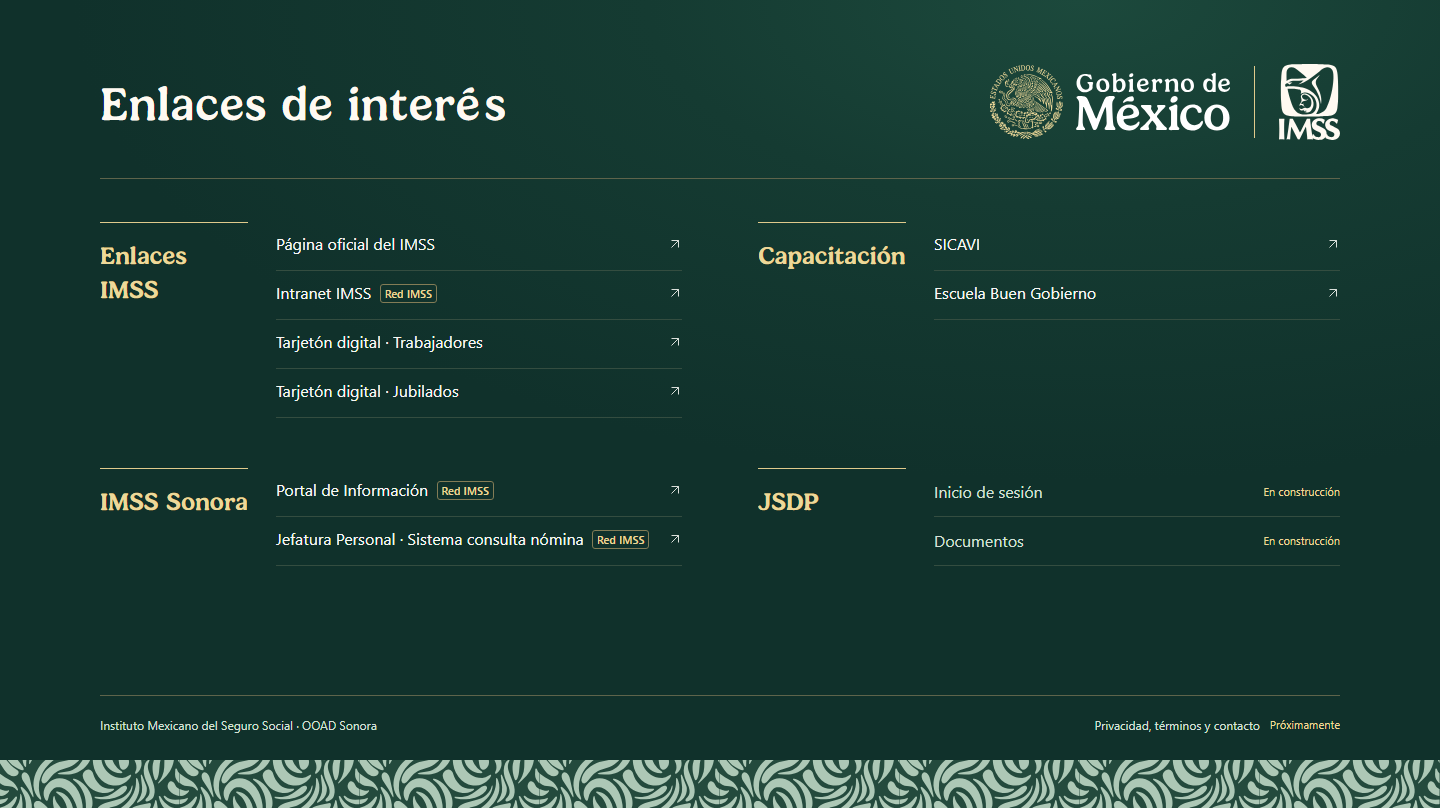 Enlaces de interés
ESTADOS UNIDOS MEXICANOS
Gobierno de
México
IMSS
Enlaces
IMSS
Página oficial del IMSS
Intranet IMSS Red IMSS
Tarjetón digital · Trabajadores
Tarjetón digital · Jubilados
Capacitación
SICAVI
Escuela Buen Gobierno
IMSS Sonora
Portal de Información Red IMSS
Jefatura Personal · Sistema consulta nómina Red IMSS
JSDP
Inicio de sesión En construcción
Documentos En construcción
Instituto Mexicano del Seguro Social · OOAD Sonora
Privacidad, términos y contacto Próximamente